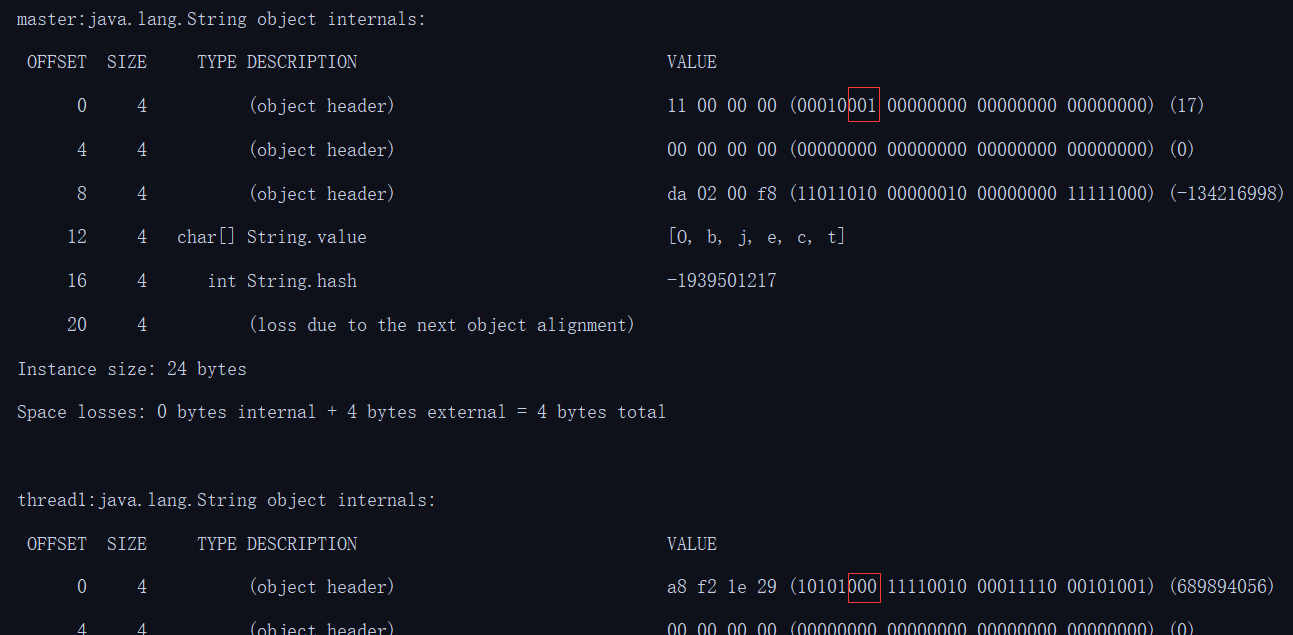 master:java.lang.String object internals:
OFFSET SIZE TYPE DESCRIPTION VALUE
0 4 (object header) 11 00 00 00 (00010001 00000000 00000000 00000000) (17)
4 4 (object header) 00 00 00 00 (00000000 00000000 00000000 00000000) (0)
8 4 (object header) da 02 00 f8 (11011010 00000010 00000000 11111000) (-134216998)
12 4 char[] String.value [O, b, j, e, c, t]
16 4 int String.hash -1939501217
20 4 (loss due to the next object alignment)
Instance size: 24 bytes
Space losses: 0 bytes internal + 4 bytes external = 4 bytes total
thread1:java.lang.String object internals:
OFFSET SIZE TYPE DESCRIPTION VALUE
0 4 (object header) a8 f2 1e 29 (10101000 11110010 00011110 00101001) (689894056)
4 4 (object header) 00 00 00 00 (00000000 00000000 00000000 00000000) (0)